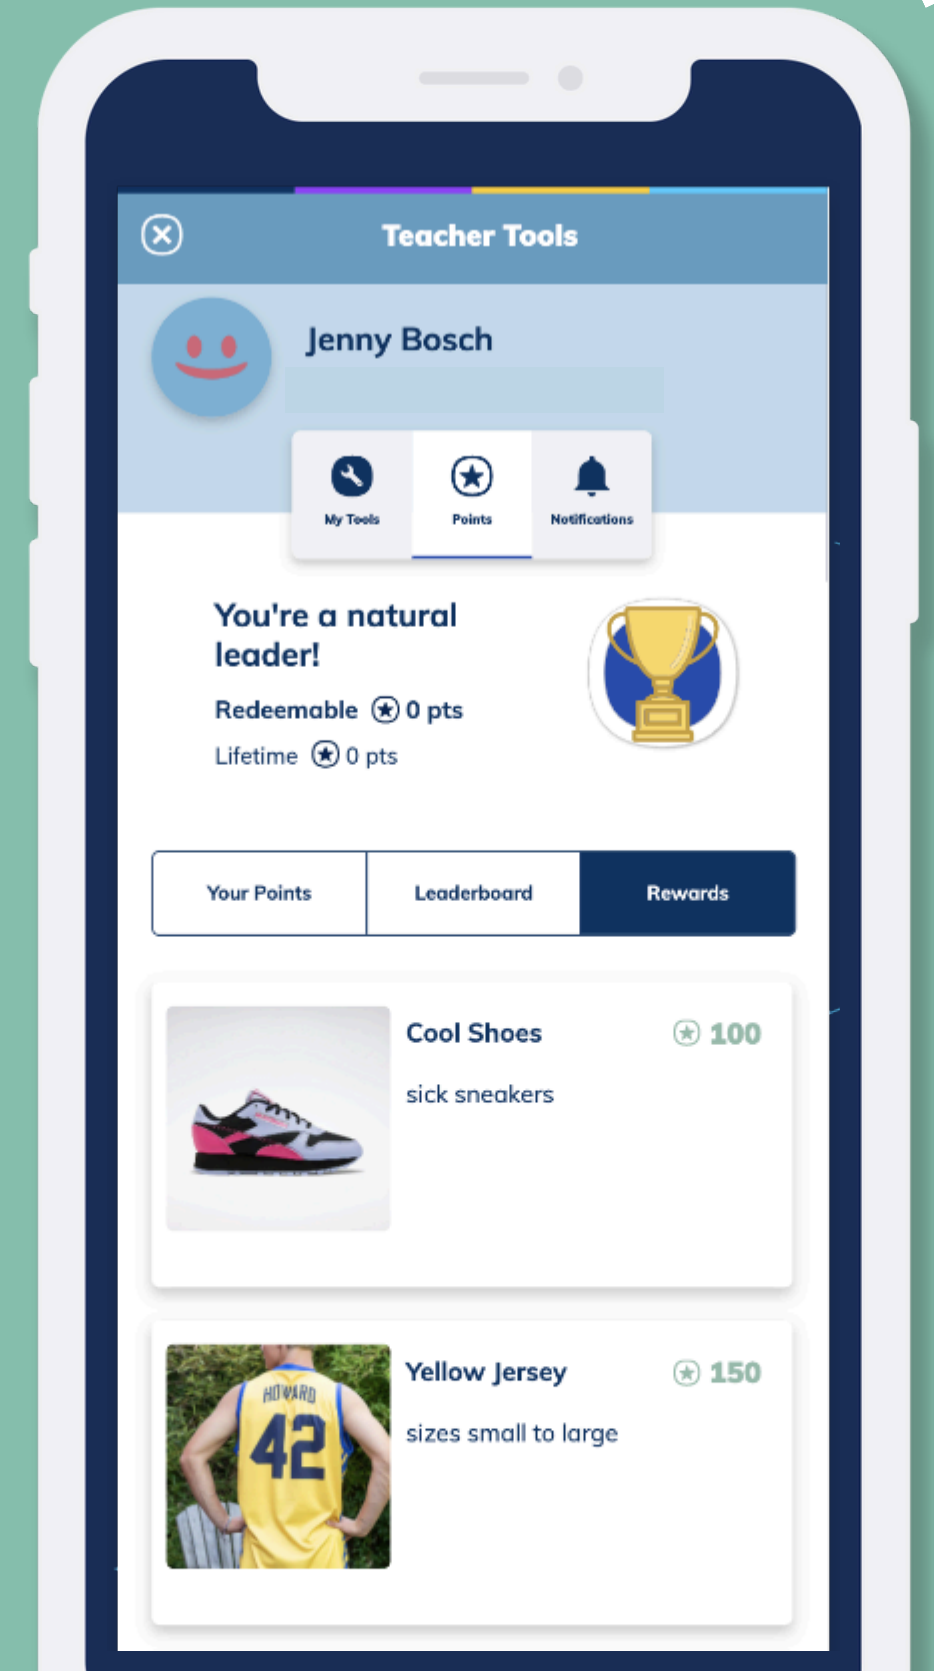 Teacher Tools
Jenny Bosch
My Tools
Points
Notifications
You're a natural
leader!
Redeemable 0 pts
Lifetime 0 pts
Your Points
Leaderboard
Rewards
Cool Shoes
100
sick sneakers
Yellow Jersey
150
sizes small to large
HOWARD
42